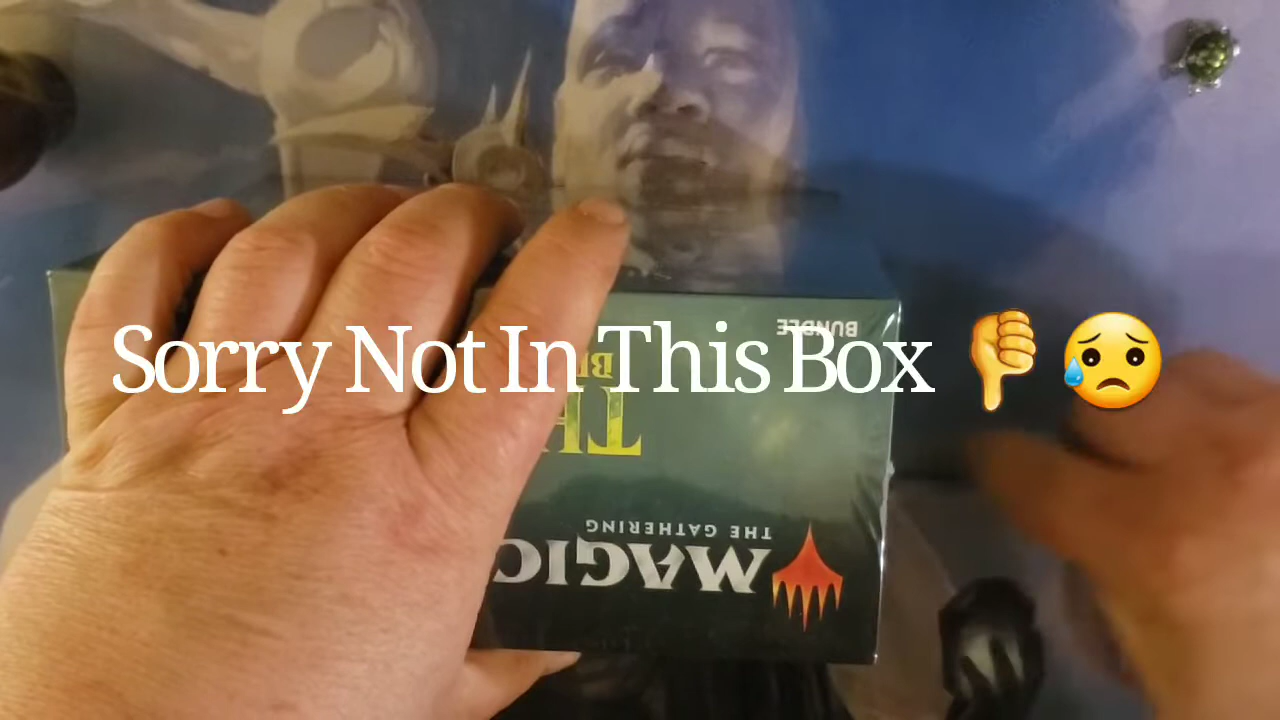 Sorry Not In This Box 👎 😥
BUNDLE
THE GATHERING
MAGIC